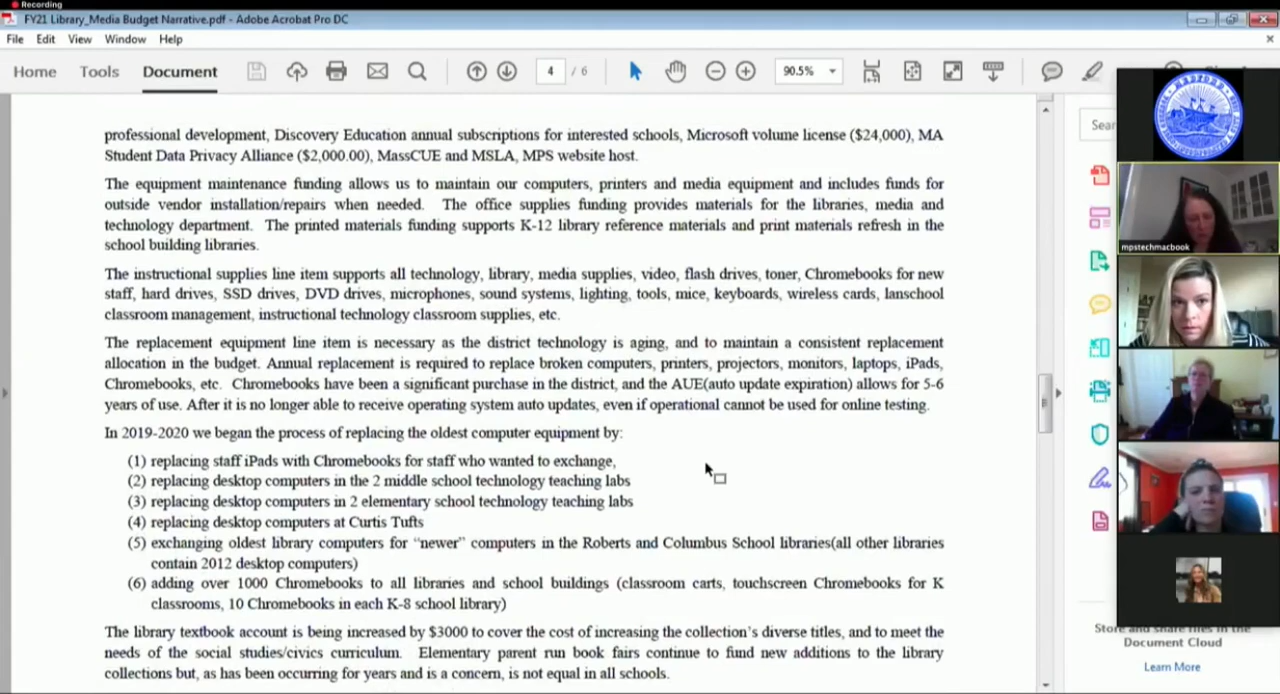 Recording
FY21 Library_Media Budget Narrative.pdf - Adobe Acrobat Pro DC
File Edit View Window Help
Home Tools Document 4 / 6 90.5%
professional development, Discovery Education annual subscriptions for interested schools, Microsoft volume license ($24,000), MA
Student Data Privacy Alliance ($2,000.00), MassCUE and MSLA, MPS website host.
The equipment maintenance funding allows us to maintain our computers, printers and media equipment and includes funds for
outside vendor installation/repairs when needed. The office supplies funding provides materials for the libraries, media and
technology department. The printed materials funding supports K-12 library reference materials and print materials refresh in the
school building libraries.
The instructional supplies line item supports all technology, library, media supplies, video, flash drives, toner, Chromebooks for new
staff, hard drives, SSD drives, DVD drives, microphones, sound systems, lighting, tools, mice, keyboards, wireless cards, lanschool
classroom management, instructional technology classroom supplies, etc.
The replacement equipment line item is necessary as the district technology is aging, and to maintain a consistent replacement
allocation in the budget. Annual replacement is required to replace broken computers, printers, projectors, monitors, laptops, iPads,
Chromebooks, etc. Chromebooks have been a significant purchase in the district, and the AUE(auto update expiration) allows for 5-6
years of use. After it is no longer able to receive operating system auto updates, even if operational cannot be used for online testing.
In 2019-2020 we began the process of replacing the oldest computer equipment by:
(1) replacing staff iPads with Chromebooks for staff who wanted to exchange,
(2) replacing desktop computers in the 2 middle school technology teaching labs
(3) replacing desktop computers in 2 elementary school technology teaching labs
(4) replacing desktop computers at Curtis Tufts
(5) exchanging oldest library computers for "newer" computers in the Roberts and Columbus School libraries(all other libraries
contain 2012 desktop computers)
(6) adding over 1000 Chromebooks to all libraries and school buildings (classroom carts, touchscreen Chromebooks for K
classrooms, 10 Chromebooks in each K-8 school library)
The library textbook account is being increased by $3000 to cover the cost of increasing the collection's diverse titles, and to meet the
needs of the social studies/civics curriculum. Elementary parent run book fairs continue to fund new additions to the library
collections but, as has been occurring for years and is a concern, is not equal in all schools.
Sear
mpstechmacbook
Store and share files in the
Document Cloud
Learn More